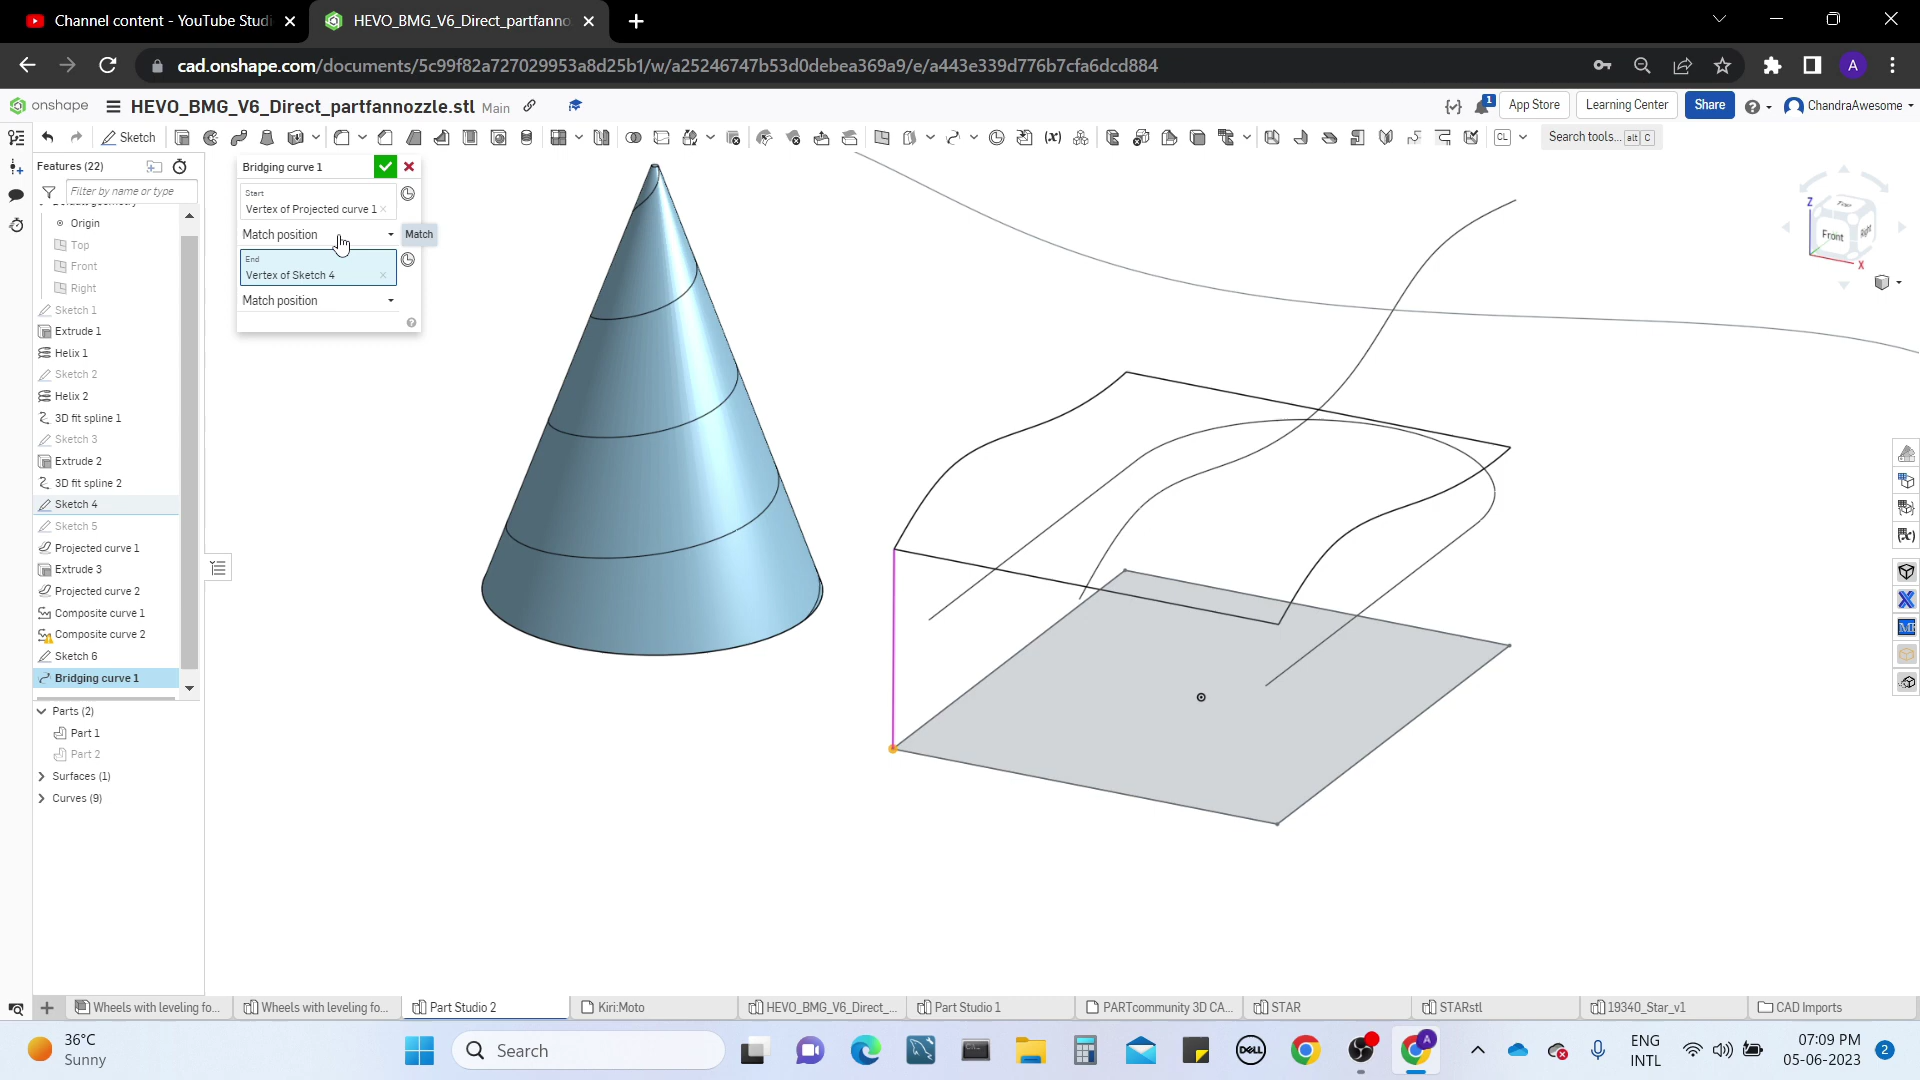 Channel content - YouTube Studi
HEVO_BMG_V6_Direct_partfanno
cad.onshape.com/documents/5c99f82a727029953a8d25b1/w/a25246747b53d0debea369a9/e/a443e339d776b7cfa6dcd884
A
onshape
HEVO_BMG_V6_Direct_partfannozzle.stl
Main
1
App Store
Learning Center
Share
ChandraAwesome
Sketch
CL
Search tools... alt C
Features (22)
Filter by name or type
Origin
Top
Front
Right
Sketch 1
Extrude 1
Helix 1
Sketch 2
Helix 2
3D fit spline 1
Sketch 3
Extrude 2
3D fit spline 2
Sketch 4
Sketch 5
Projected curve 1
Extrude 3
Projected curve 2
Composite curve 1
Composite curve 2
Sketch 6
Bridging curve 1
Parts (2)
Part 1
Part 2
Surfaces (1)
Curves (9)
Bridging curve 1
Start
Vertex of Projected curve 1
Match position
Match
End
Vertex of Sketch 4
Match position
Z
Top
Front
Right
X
Wheels with leveling fo...
Wheels with leveling fo...
Part Studio 2
Kiri:Moto
HEVO_BMG_V6_Direct_...
Part Studio 1
PARTcommunity 3D CA...
STAR
STARstl
19340_Star_v1
CAD Imports
36°C
Sunny
Search
DELL
A
ENG
INTL
07:09 PM
05-06-2023
2